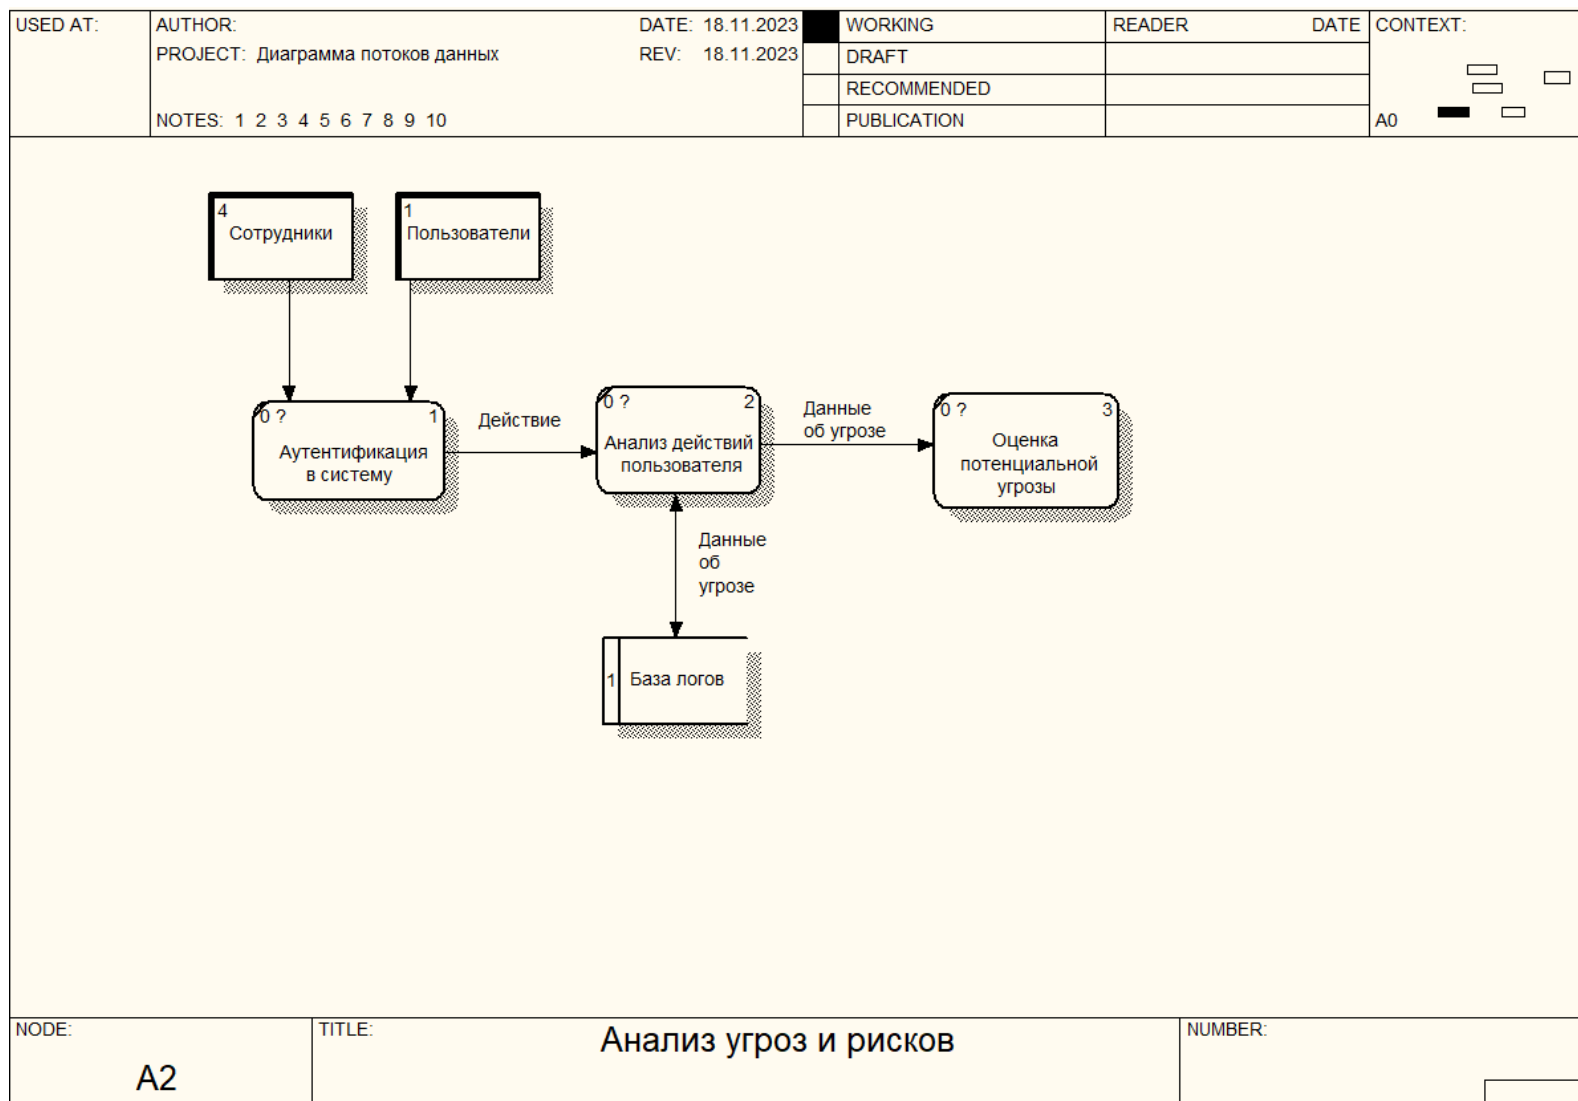 USED AT:
AUTHOR:
DATE: 18.11.2023
PROJECT: Диаграмма потоков данных
REV: 18.11.2023
NOTES: 1 2 3 4 5 6 7 8 9 10
WORKING
DRAFT
RECOMMENDED
PUBLICATION
READER
DATE
CONTEXT:
A0
4
Сотрудники
1
Пользователи
0 ?
1
Аутентификация
в систему
Действие
0 ?
2
Анализ действий
пользователя
Данные
об угрозе
0 ?
3
Оценка
потенциальной
угрозы
Данные
об
угрозе
1
База логов
NODE:
A2
TITLE:
Анализ угроз и рисков
NUMBER: